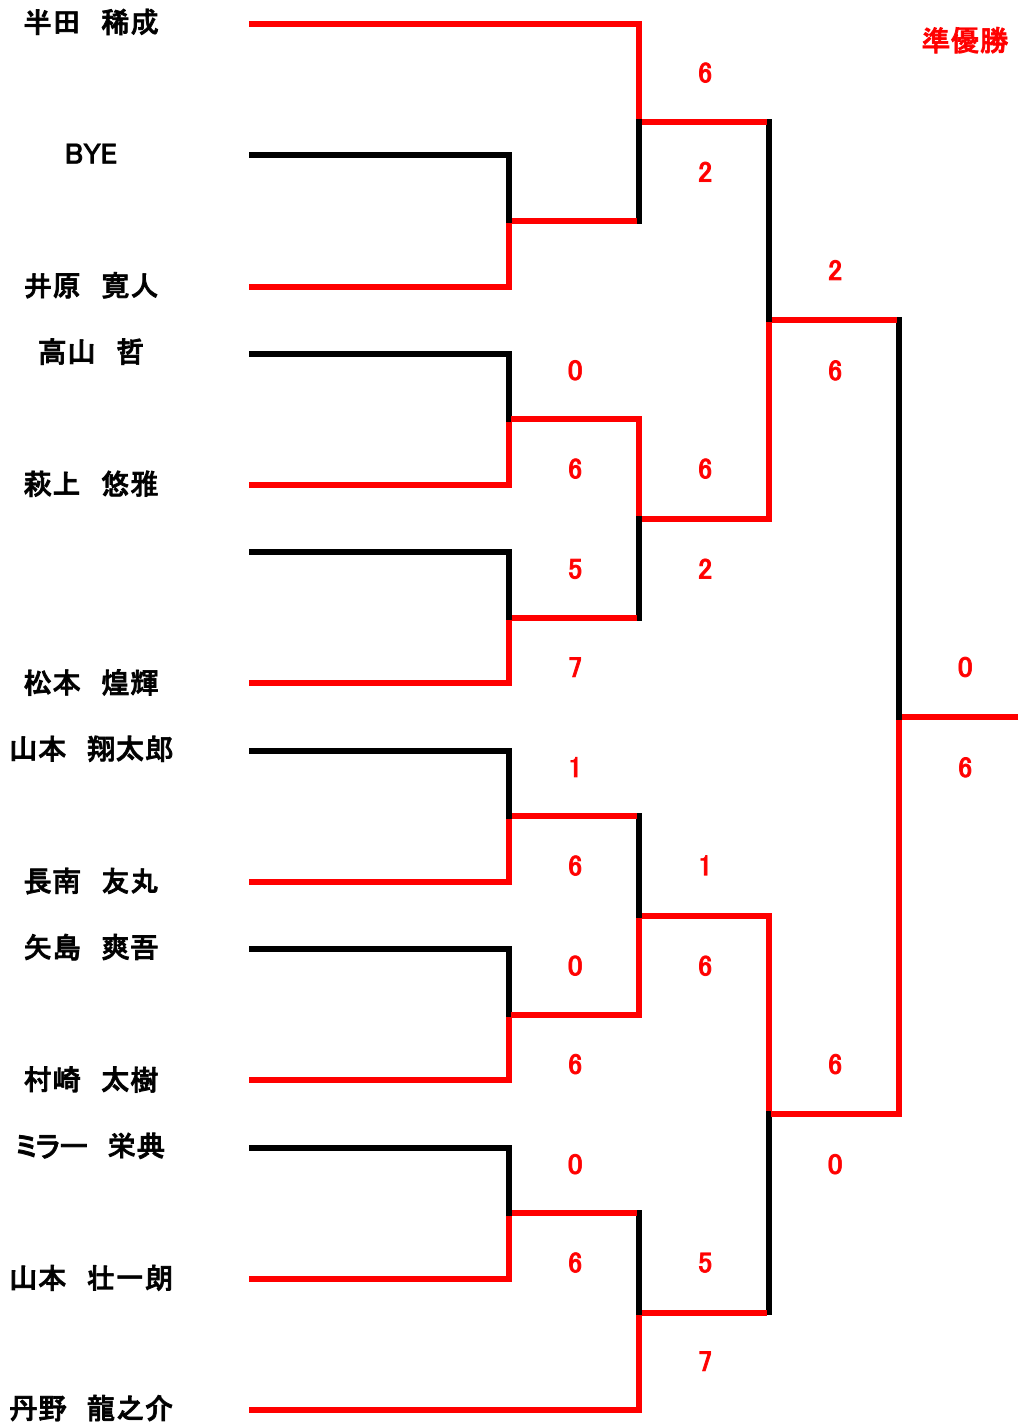 半田　稀成
準優勝
6
BYE
2
2
井原　寛人
高山　哲
0
6
6
6
萩上　悠雅
5
2
0
7
松本　煌輝
山本　翔太郎
1
6
6
1
長南　友丸
矢島　爽吾
0
6
6
6
村崎　太樹
ミラー　栄典
0
0
6
5
山本　壮一朗
7
丹野　龍之介